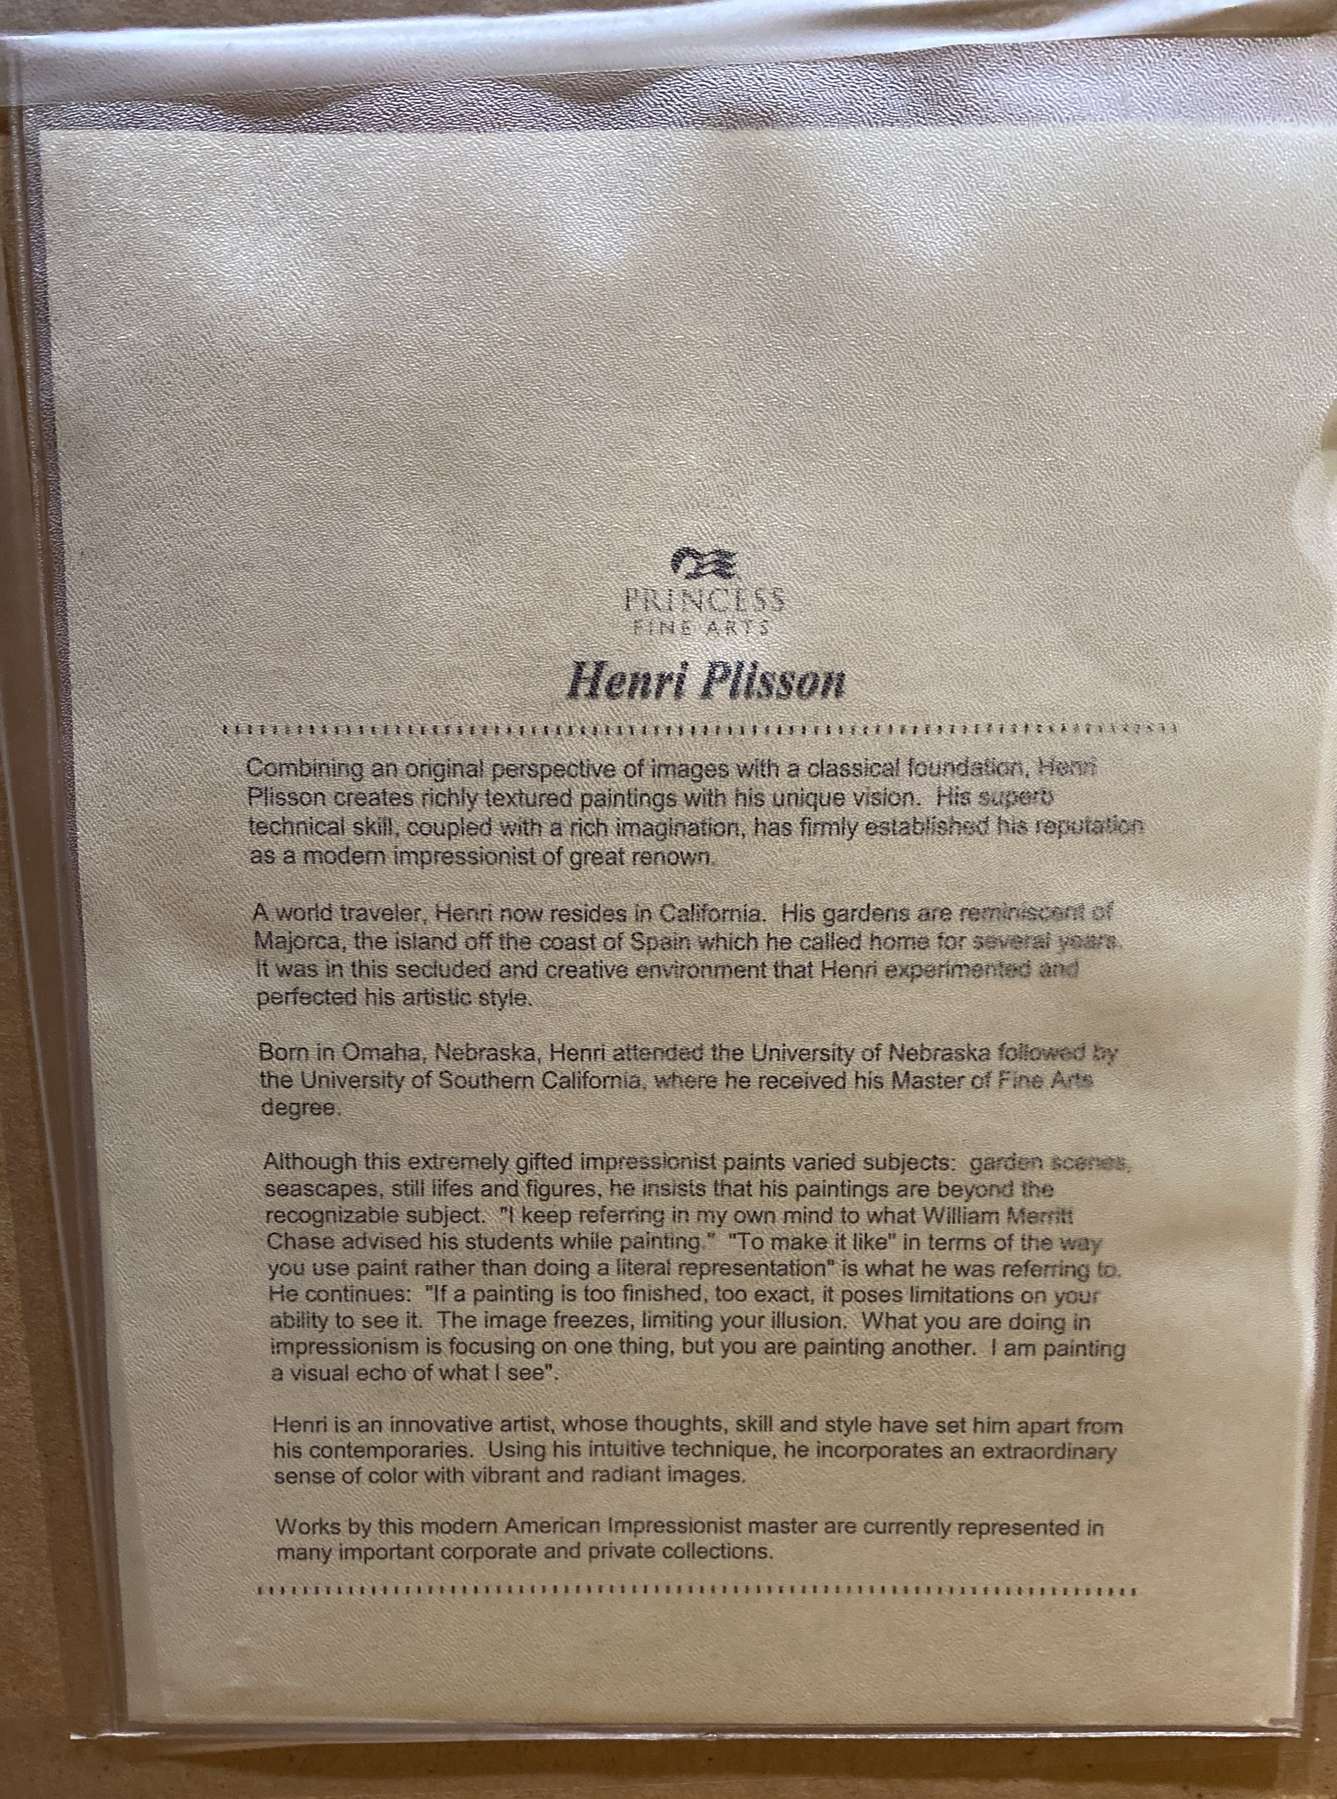 PRINCESS
FINE ARTS
Henri Plisson
Combining an original perspective of images with a classical foundation, Henri
Plisson creates richly textured paintings with his unique vision. His superb
technical skill, coupled with a rich imagination, has firmly established his reputation
as a modern impressionist of great renown.
A world traveler, Henri now resides in California. His gardens are reminiscent of
Majorca, the island off the coast of Spain which he called home for several years.
It was in this secluded and creative environment that Henri experimented and
perfected his artistic style.
Born in Omaha, Nebraska, Henri attended the University of Nebraska followed by
the University of Southern California, where he received his Master of Fine Arts
degree.
Although this extremely gifted impressionist paints varied subjects: garden scenes,
seascapes, still lifes and figures, he insists that his paintings are beyond the
recognizable subject. "I keep referring in my own mind to what William Merritt
Chase advised his students while painting." "To make it like" in terms of the way
you use paint rather than doing a literal representation" is what he was referring to.
He continues: "If a painting is too finished, too exact, it poses limitations on your
ability to see it. The image freezes, limiting your illusion. What you are doing in
impressionism is focusing on one thing, but you are painting another. I am painting
a visual echo of what I see".
Henri is an innovative artist, whose thoughts, skill and style have set him apart from
his contemporaries. Using his intuitive technique, he incorporates an extraordinary
sense of color with vibrant and radiant images.
Works by this modern American Impressionist master are currently represented in
many important corporate and private collections.